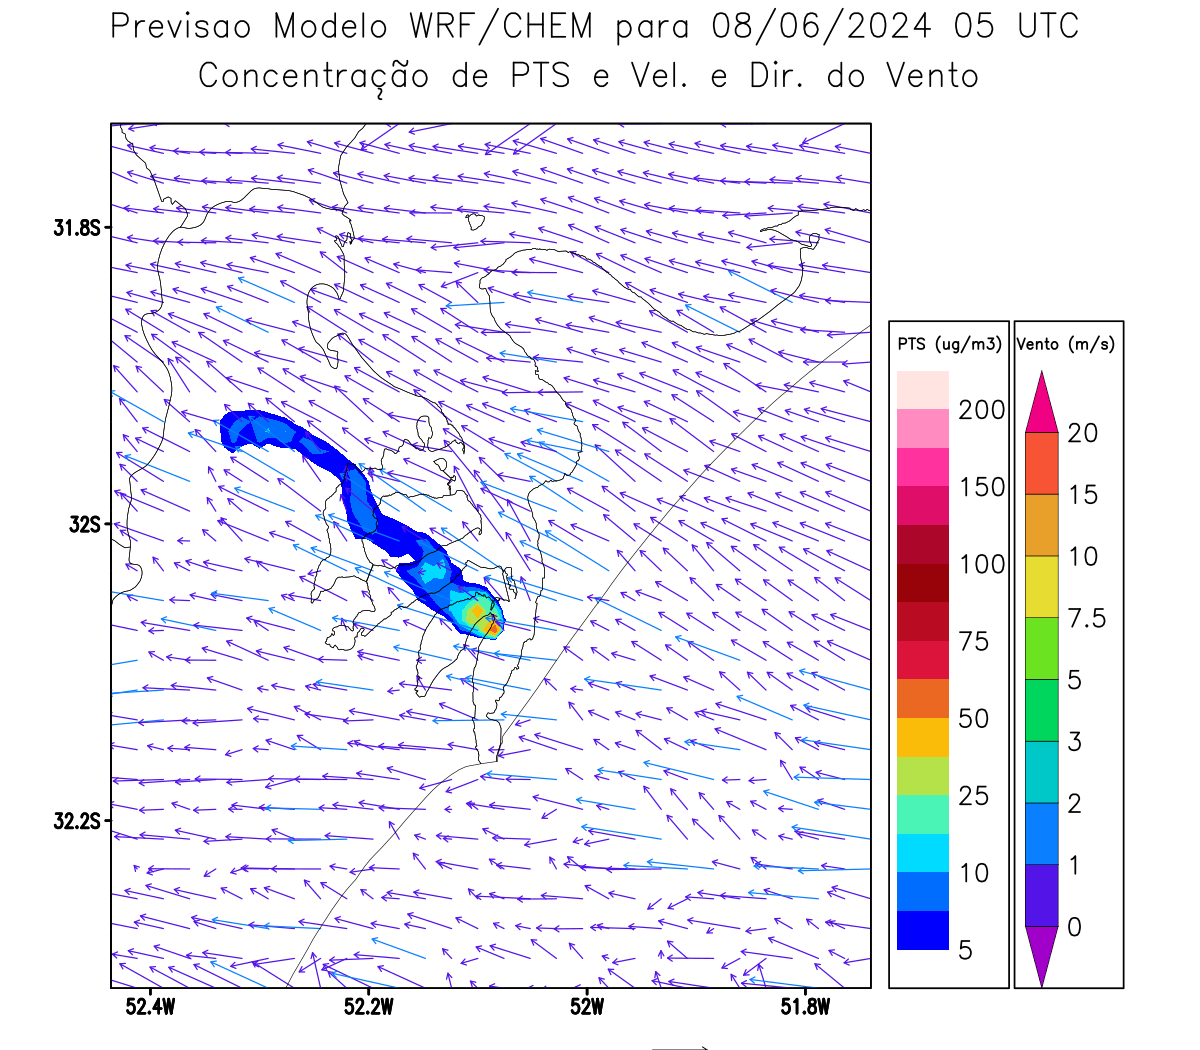 Previsao Modelo WRF/CHEM para 08/06/2024 05 UTC
Concentração de PTS e Vel. e Dir. do Vento
31.8S
32S
32.2S
52.4W 52.2W 52W 51.8W
PTS (ug/m3)
200
150
100
75
50
25
10
5
Vento (m/s)
20
15
10
7.5
5
3
2
1
0